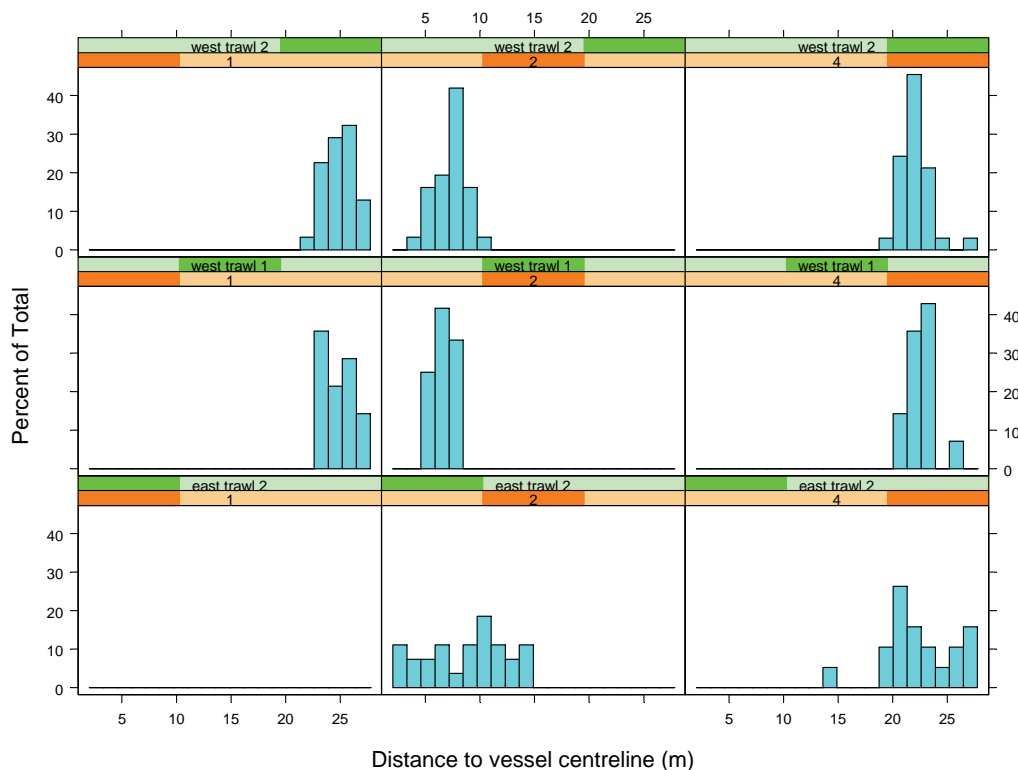 5 10 15 20 25
west trawl 2 west trawl 2 west trawl 2
1 2 4
40
30
20
10
0
west trawl 1 west trawl 1 west trawl 1
1 2 4
40
30
20
10
0
east trawl 2 east trawl 2 east trawl 2
1 2 4
40
30
20
10
0
5 10 15 20 25 5 10 15 20 25
Percent of Total
Distance to vessel centreline (m)